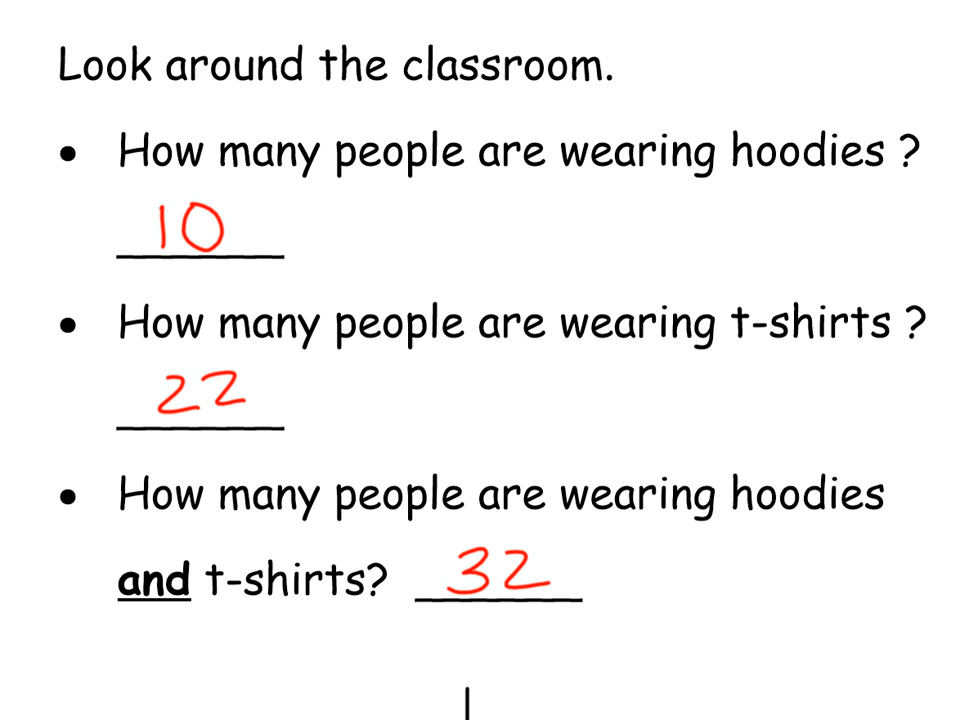 Look around the classroom.
• How many people are wearing hoodies ?
10
• How many people are wearing t-shirts ?
22
• How many people are wearing hoodies
and t-shirts? 32